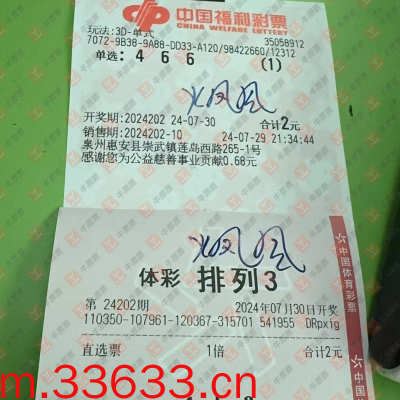 中国福利彩票
CHINA WELFARE LOTTERY
玩法:3D-单式
35058912
7072-9B38-9A88-DD33-A120/98422660/12312
单选: 4 6 6 (1)
火凤凰
开奖期:2024202 24-07-30 合计2元
销售期:2024202-10 24-07-29 21:34:44
泉州惠安县崇武镇莲岛西路265-1号
感谢您为公益慈善事业贡献0.68元
火凤凰
体彩 排列3
中国体育彩票
第 24202期 2024年07月30日开奖
110350-107961-120367-315701 541955 DRpxig
直选票 1倍 合计2元
m.33633.cn